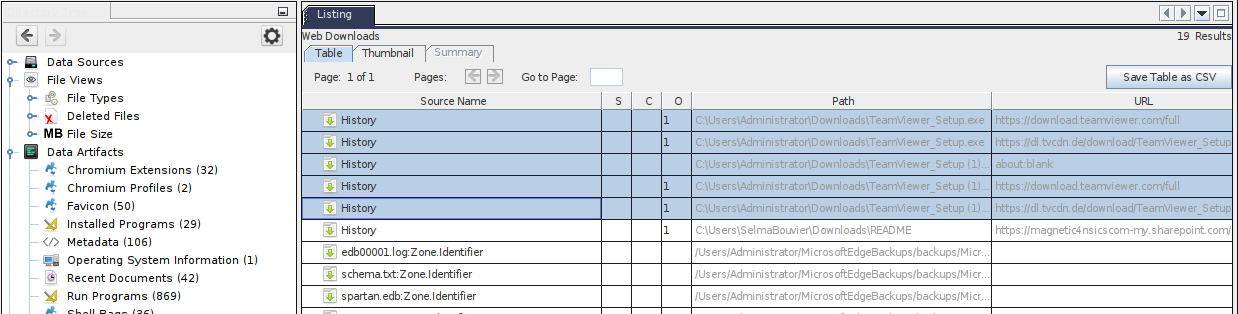 Listing
Web Downloads 19 Results
Table Thumbnail Summary
Page: 1 of 1 Pages: Go to Page: Save Table as CSV
Source Name S C O Path URL
History 1 C:\Users\Administrator\Downloads\TeamViewer_Setup.exe https://download.teamviewer.com/full
History 1 C:\Users\Administrator\Downloads\TeamViewer_Setup.exe https://dl.tvcdn.de/download/TeamViewer_Setup
History C:\Users\Administrator\Downloads\TeamViewer_Setup (1)... about:blank
History 1 C:\Users\Administrator\Downloads\TeamViewer_Setup (1)... https://download.teamviewer.com/full
History 1 C:\Users\Administrator\Downloads\TeamViewer_Setup (1)... https://dl.tvcdn.de/download/TeamViewer_Setup
History 1 C:\Users\SelmaBouvier\Downloads\README https://magnetic4nsicscom-my.sharepoint.com/
edb00001.log:Zone.Identifier /Users/Administrator/MicrosoftEdgeBackups/backups/Micr...
schema.txt:Zone.Identifier /Users/Administrator/MicrosoftEdgeBackups/backups/Micr...
spartan.edb:Zone.Identifier /Users/Administrator/MicrosoftEdgeBackups/backups/Micr...
Data Sources
File Views
File Types
Deleted Files
MB File Size
Data Artifacts
Chromium Extensions (32)
Chromium Profiles (2)
Favicon (50)
Installed Programs (29)
Metadata (106)
Operating System Information (1)
Recent Documents (42)
Run Programs (869)
Shell Bags (36)